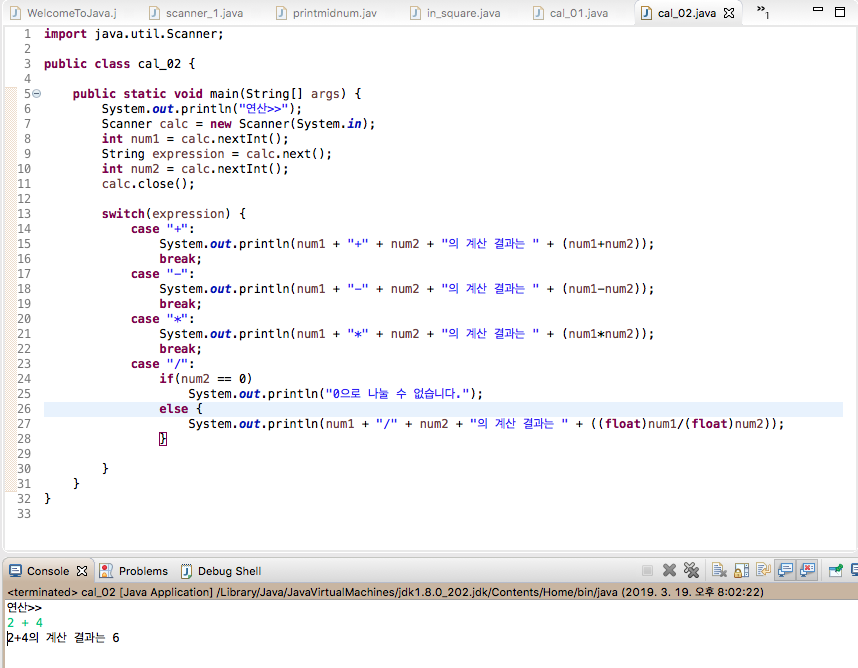 WelcomeToJava.j scanner_1.java printmidnum.jav in_square.java cal_01.java cal_02.java »1
1 import java.util.Scanner;
2
3 public class cal_02 {
4
5 public static void main(String[] args) {
6 System.out.println("연산>>");
7 Scanner calc = new Scanner(System.in);
8 int num1 = calc.nextInt();
9 String expression = calc.next();
10 int num2 = calc.nextInt();
11 calc.close();
12
13 switch(expression) {
14 case "+":
15 System.out.println(num1 + "+" + num2 + "의 계산 결과는 " + (num1+num2));
16 break;
17 case "-":
18 System.out.println(num1 + "-" + num2 + "의 계산 결과는 " + (num1-num2));
19 break;
20 case "*":
21 System.out.println(num1 + "*" + num2 + "의 계산 결과는 " + (num1*num2));
22 break;
23 case "/":
24 if(num2 == 0)
25 System.out.println("0으로 나눌 수 없습니다.");
26 else {
27 System.out.println(num1 + "/" + num2 + "의 계산 결과는 " + ((float)num1/(float)num2));
28 }
29
30 }
31 }
32 }
33
Console Problems Debug Shell
<terminated> cal_02 [Java Application] /Library/Java/JavaVirtualMachines/jdk1.8.0_202.jdk/Contents/Home/bin/java (2019. 3. 19. 오후 8:02:22)
연산>>
2 + 4
2+4의 계산 결과는 6